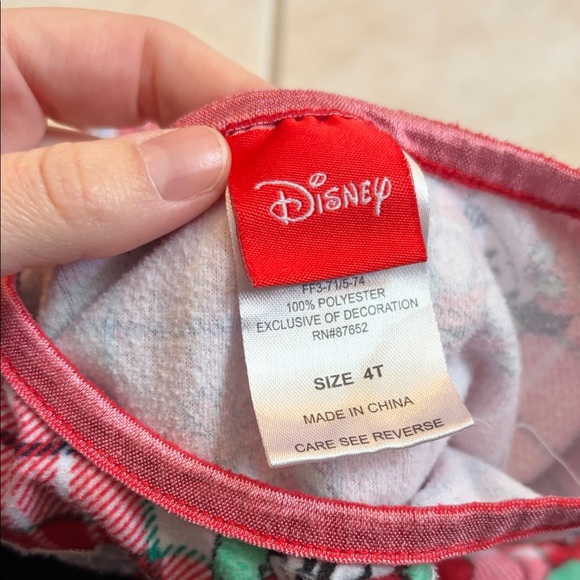 Disney
FF3-71/5-74
100% POLYESTER
EXCLUSIVE OF DECORATION
RN#87652
SIZE 4T
MADE IN CHINA
CARE SEE REVERSE